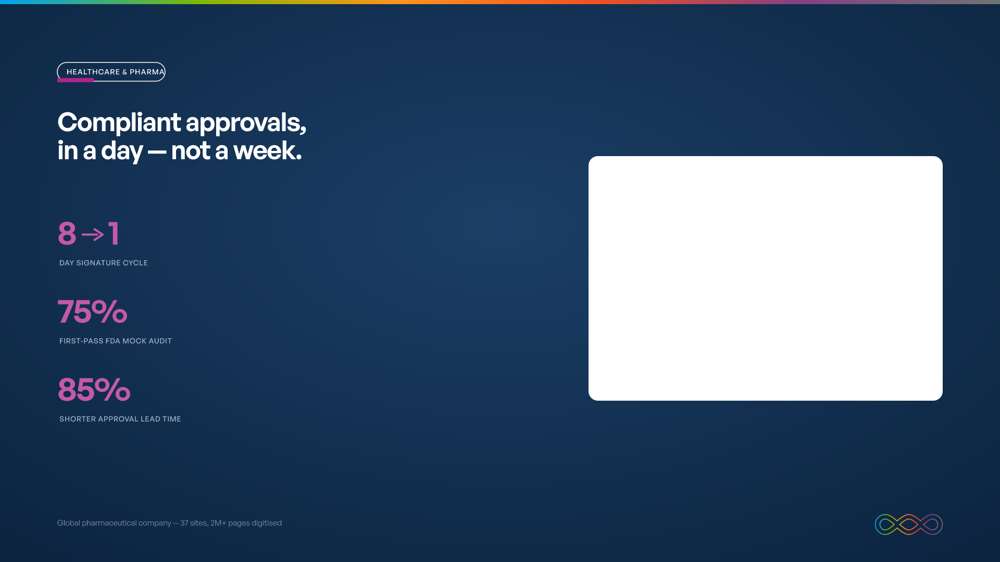 HEALTHCARE & PHARMA
Compliant approvals,
in a day — not a week.
8 → 1
DAY SIGNATURE CYCLE
75%
FIRST-PASS FDA MOCK AUDIT
85%
SHORTER APPROVAL LEAD TIME
Global pharmaceutical company — 37 sites, 2M+ pages digitised